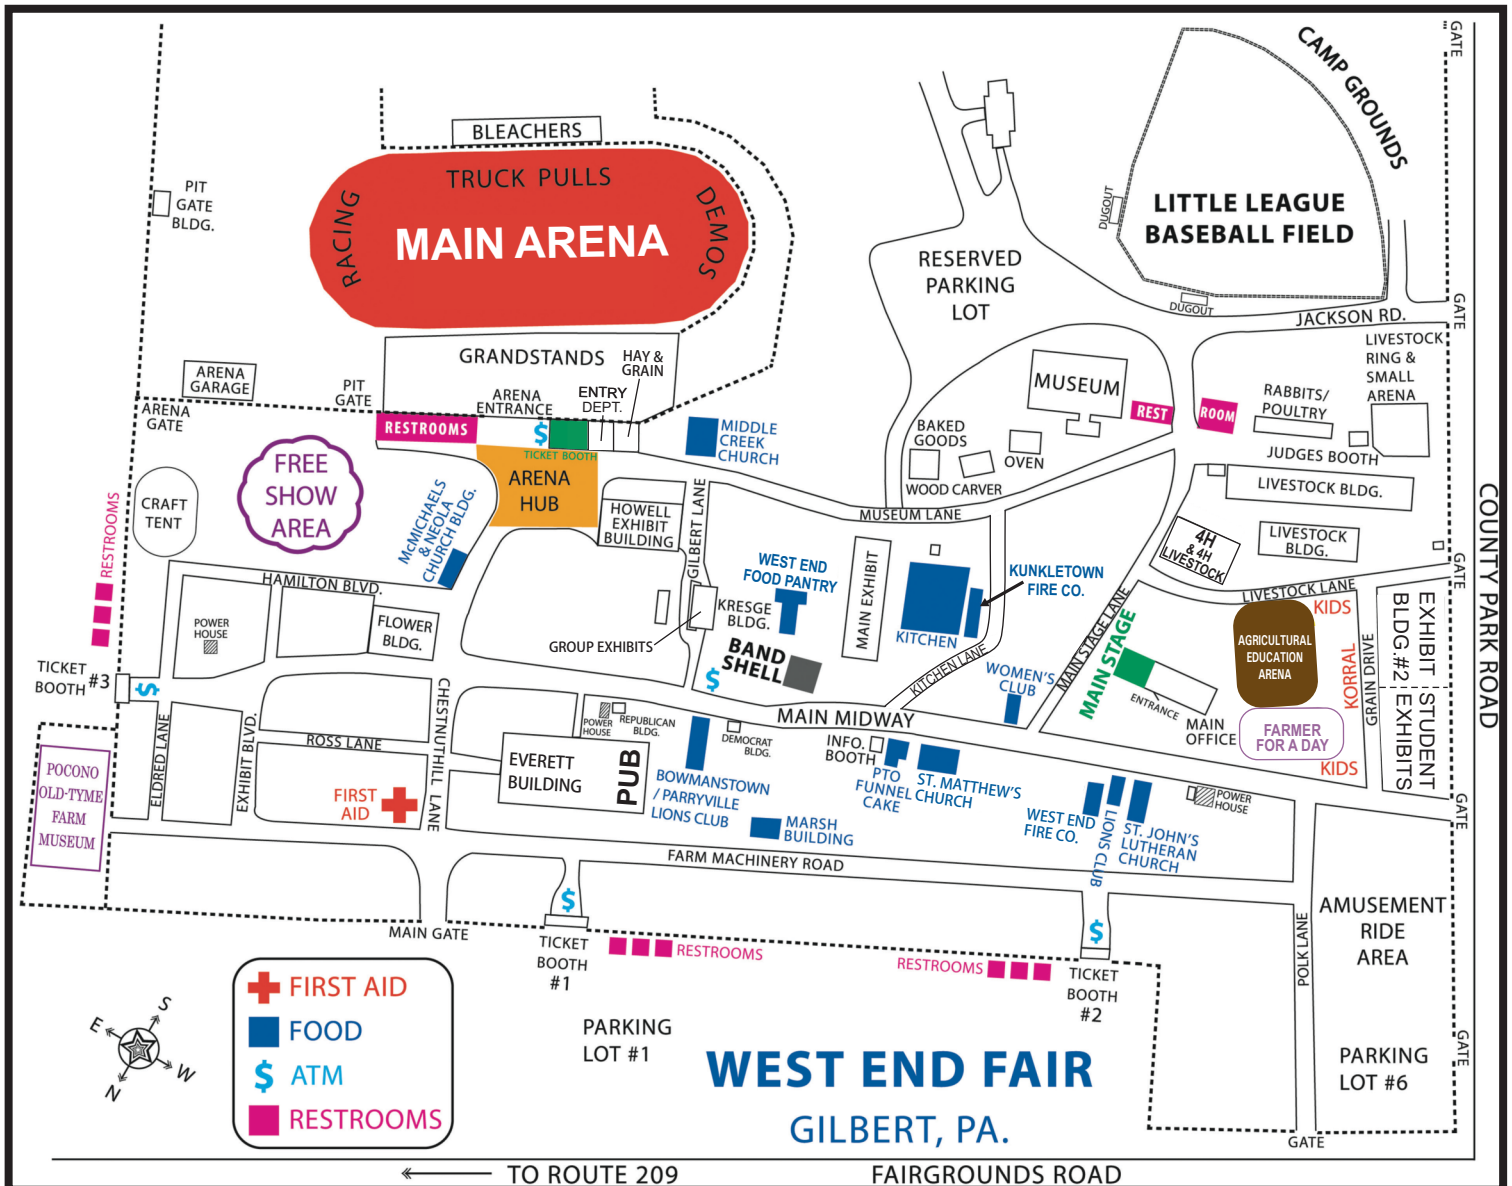 GATE
CAMP GROUNDS
BLEACHERS
TRUCK PULLS
RACING
DEMOS
MAIN ARENA
PIT
GATE
BLDG.
DUGOUT
LITTLE LEAGUE
BASEBALL FIELD
RESERVED
PARKING
LOT
DUGOUT
JACKSON RD.
GATE
GRANDSTANDS
HAY &
GRAIN
ARENA
GARAGE
PIT
GATE
ARENA
ENTRANCE
ENTRY
DEPT.
ARENA
GATE
RESTROOMS
$
TICKET BOOTH
MIDDLE
CREEK
CHURCH
MUSEUM
REST
ROOM
RABBITS/
POULTRY
LIVESTOCK
RING &
SMALL
ARENA
JUDGES BOOTH
BAKED
GOODS
OVEN
WOOD CARVER
LIVESTOCK BLDG.
FREE
SHOW
AREA
CRAFT
TENT
RESTROOMS
McMICHAELS
& NEOLA
CHURCH BLDG.
ARENA
HUB
HOWELL
EXHIBIT
BUILDING
GILBERT LANE
MUSEUM LANE
4H
& 4H
LIVESTOCK
LIVESTOCK
BLDG.
COUNTY PARK ROAD
GATE
HAMILTON BLVD.
WEST END
FOOD PANTRY
MAIN EXHIBIT
KITCHEN
KUNKLETOWN
FIRE CO.
LIVESTOCK LANE
KIDS
KORRAL
KIDS
AGRICULTURAL
EDUCATION
ARENA
FARMER
FOR A DAY
GRAIN DRIVE
EXHIBIT
BLDG.#2
STUDENT
EXHIBITS
POWER
HOUSE
FLOWER
BLDG.
GROUP EXHIBITS
KRESGE
BLDG.
BAND
SHELL
$
KITCHEN LANE
WOMEN'S
CLUB
MAIN STAGE LANE
MAIN STAGE
ENTRANCE
MAIN
OFFICE
TICKET
BOOTH #3
$
CHESTNUTHILL LANE
MAIN MIDWAY
POWER
HOUSE
REPUBLICAN
BLDG.
DEMOCRAT
BLDG.
INFO.
BOOTH
PTO
FUNNEL
CAKE
ST. MATTHEW'S
CHURCH
ELDRED LANE
EXHIBIT BLVD.
ROSS LANE
EVERETT
BUILDING
PUB
BOWMANSTOWN
/ PARRYVILLE
LIONS CLUB
MARSH
BUILDING
WEST END
FIRE CO.
LIONS CLUB
ST. JOHN'S
LUTHERAN
CHURCH
POWER
HOUSE
GATE
POCONO
OLD-TYME
FARM
MUSEUM
FIRST
AID
FARM MACHINERY ROAD
MAIN GATE
$
TICKET
BOOTH
#1
RESTROOMS
RESTROOMS
$
TICKET
BOOTH
#2
POLK LANE
AMUSEMENT
RIDE
AREA
FIRST AID
FOOD
$ ATM
RESTROOMS
S
E
W
N
PARKING
LOT #1
WEST END FAIR
GILBERT, PA.
PARKING
LOT #6
GATE
GATE
TO ROUTE 209
FAIRGROUNDS ROAD